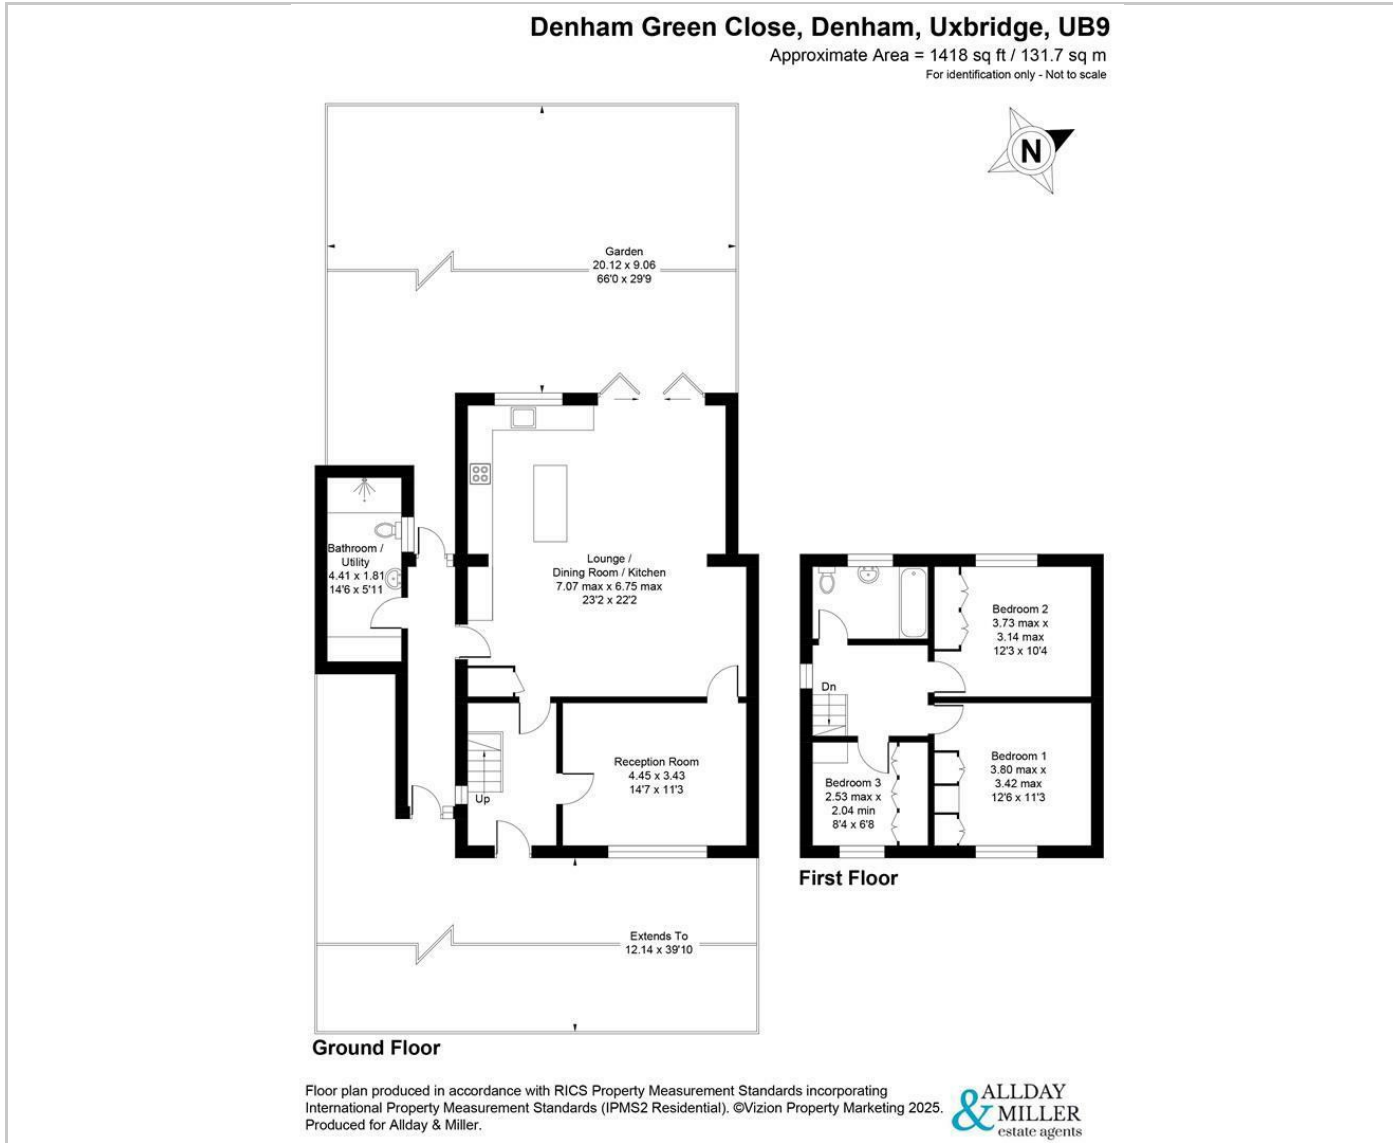 Denham Green Close, Denham, Uxbridge, UB9
Approximate Area = 1418 sq ft / 131.7 sq m
For identification only - Not to scale
N
Garden
20.12 x 9.06
66'0 x 29'9
Bathroom /
Utility
4.41 x 1.81
14'6 x 5'11
Lounge /
Dining Room / Kitchen
7.07 max x 6.75 max
23'2 x 22'2
Reception Room
4.45 x 3.43
14'7 x 11'3
Up
Extends To
12.14 x 39'10
Ground Floor
Bedroom 2
3.73 max x
3.14 max
12'3 x 10'4
Dn
Bedroom 1
3.80 max x
3.42 max
12'6 x 11'3
Bedroom 3
2.53 max x
2.04 min
8'4 x 6'8
First Floor
Floor plan produced in accordance with RICS Property Measurement Standards incorporating
International Property Measurement Standards (IPMS2 Residential). ©Vizion Property Marketing 2025.
Produced for Allday & Miller.
ALLDAY
& MILLER
estate agents